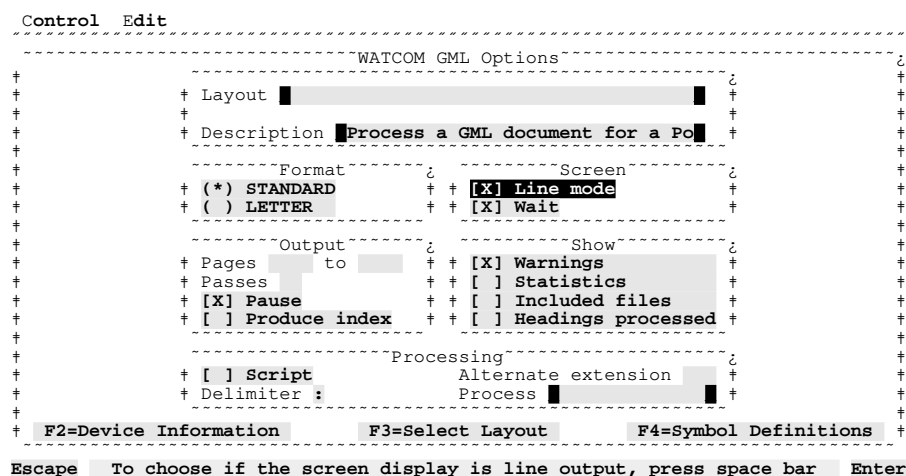 Control Edit
WATCOM GML Options
Layout
Description Process a GML document for a Po
Format Screen
(*) STANDARD [X] Line mode
( ) LETTER [X] Wait
Output Show
Pages to [X] Warnings
Passes [ ] Statistics
[X] Pause [ ] Included files
[ ] Produce index [ ] Headings processed
Processing
[ ] Script Alternate extension
Delimiter : Process
F2=Device Information F3=Select Layout F4=Symbol Definitions
Escape To choose if the screen display is line output, press space bar Enter